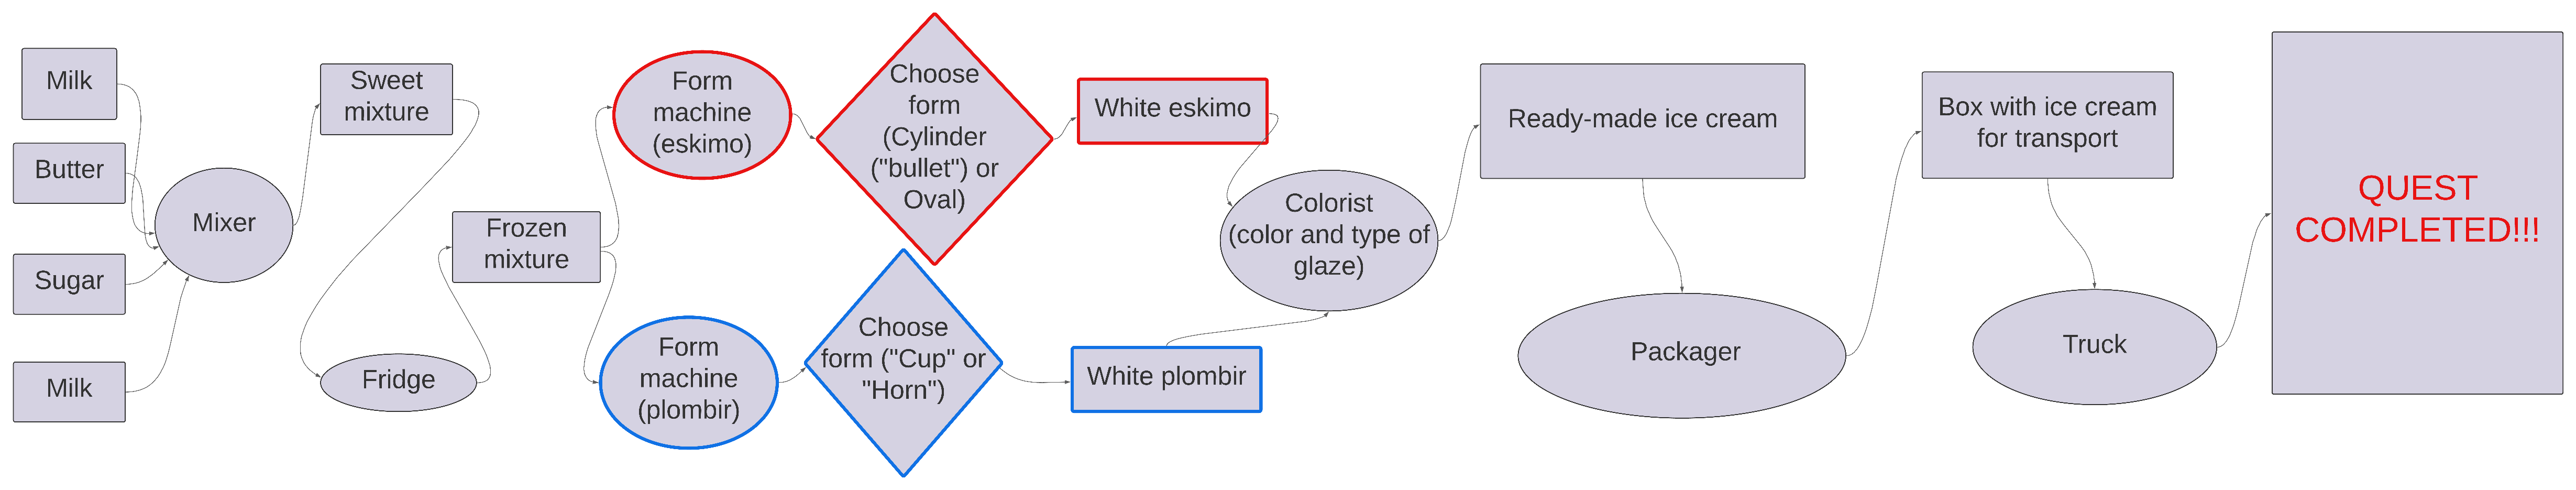 Milk
Butter
Sugar
Milk
Mixer
Sweet
mixture
Fridge
Frozen
mixture
Form
machine
(eskimo)
Choose
form
(Cylinder
("bullet") or
Oval)
White eskimo
Form
machine
(plombir)
Choose
form ("Cup" or
"Horn")
White plombir
Colorist
(color and type of
glaze)
Ready-made ice cream
Packager
Box with ice cream
for transport
Truck
QUEST
COMPLETED!!!